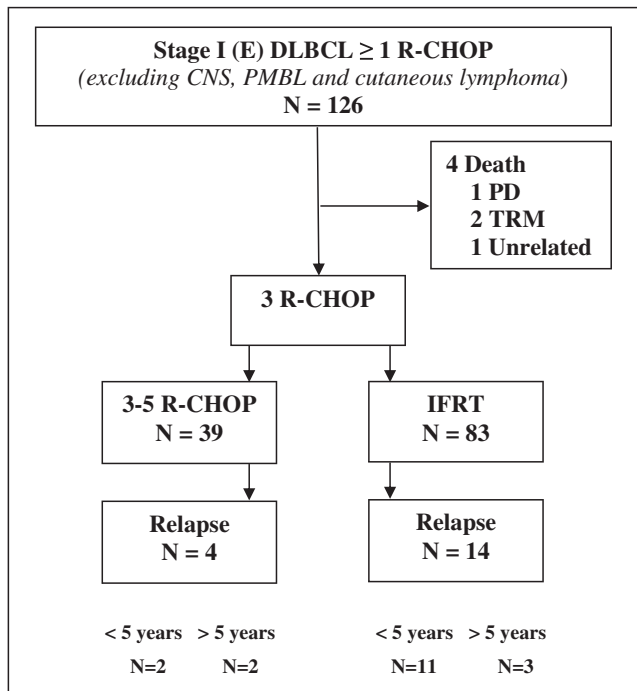 Stage I (E) DLBCL ≥ 1 R-CHOP
(excluding CNS, PMBL and cutaneous lymphoma)
N = 126
4 Death
1 PD
2 TRM
1 Unrelated
3 R-CHOP
3-5 R-CHOP
N = 39
IFRT
N = 83
Relapse
N = 4
Relapse
N = 14
< 5 years > 5 years
N=2 N=2
< 5 years > 5 years
N=11 N=3